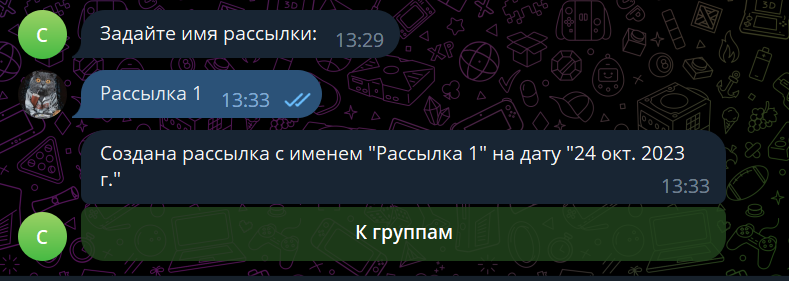 С
Задайте имя рассылки:
13:29
Рассылка 1
13:33
Создана рассылка с именем "Рассылка 1" на дату "24 окт. 2023
г."
13:33
С
К группам